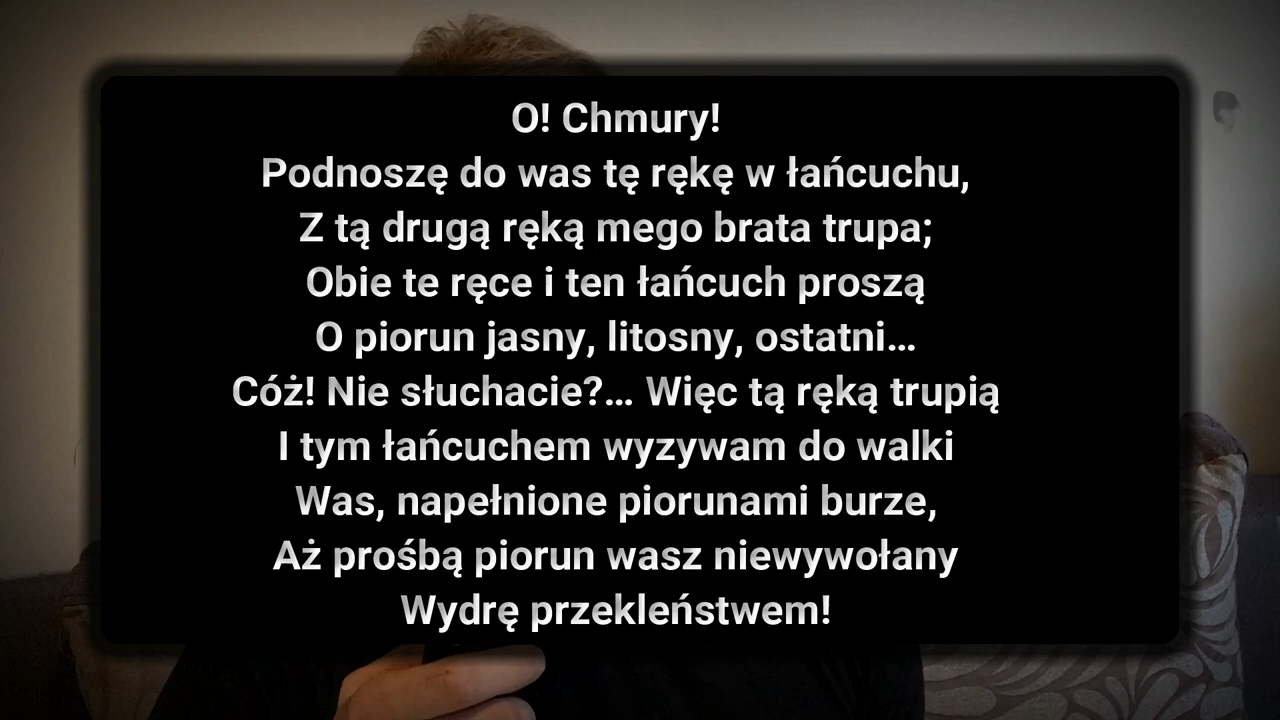 O! Chmury!
Podnoszę do was tę rękę w łańcuchu,
Z tą drugą ręką mego brata trupa;
Obie te ręce i ten łańcuch proszą
O piorun jasny, litosny, ostatni…
Cóż! Nie słuchacie?… Więc tą ręką trupią
I tym łańcuchem wyzywam do walki
Was, napełnione piorunami burze,
Aż prośbą piorun wasz niewywołany
Wydrę przekleństwem!